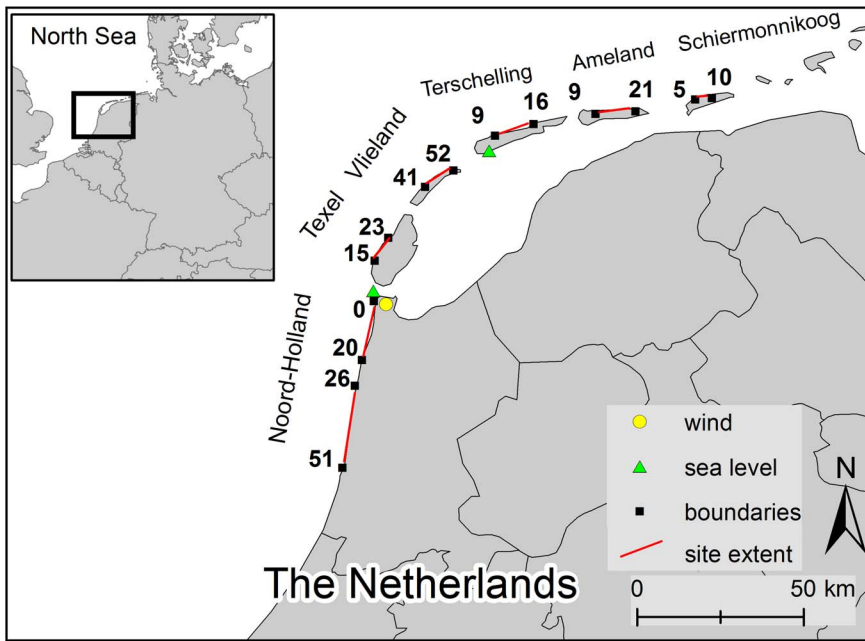 North Sea
Schiermonnikoog
Ameland
Terschelling
Vlieland
Texel
Noord-Holland
5 10
9 21
9 16
41 52
15 23
0
20
26
51
wind
sea level
boundaries
site extent
N
The Netherlands
0 50 km